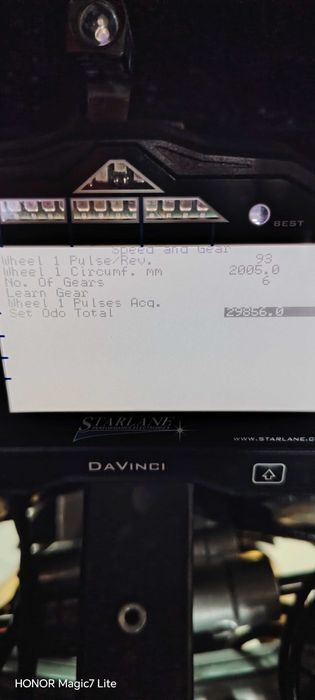 BEST
Speed and Gear
Wheel 1 Pulse/Rev. 93
Wheel 1 Circumf. mm 2005.0
No. Of Gears 6
Learn Gear
Wheel 1 Pulses Acq.
Set Odo Total 29856.0
STARLANE
WWW.STARLANE.C
DAVINCI
HONOR Magic7 Lite